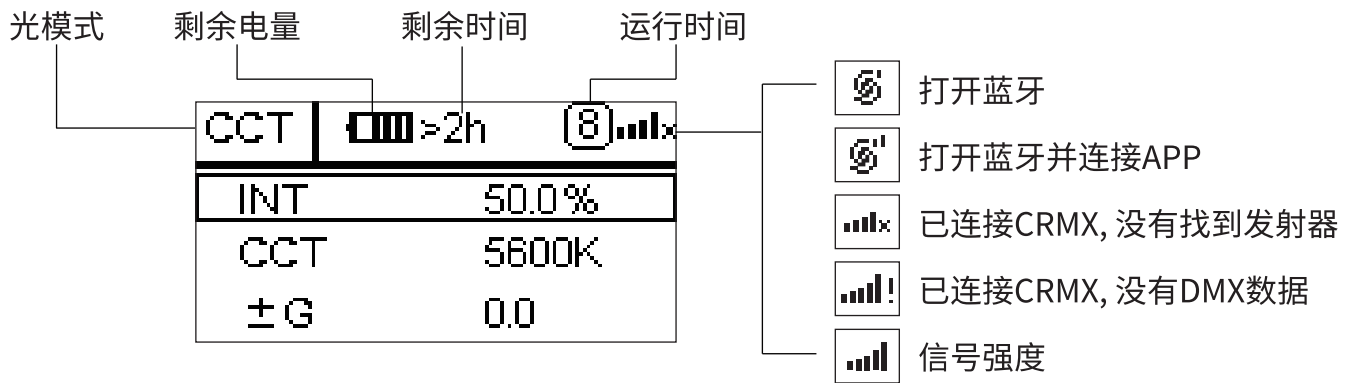 光模式 剩余电量 剩余时间 运行时间
CCT >2h 8
INT 50.0%
CCT 5600K
±G 0.0
打开蓝牙
打开蓝牙并连接APP
已连接CRMX, 没有找到发射器
已连接CRMX, 没有DMX数据
信号强度